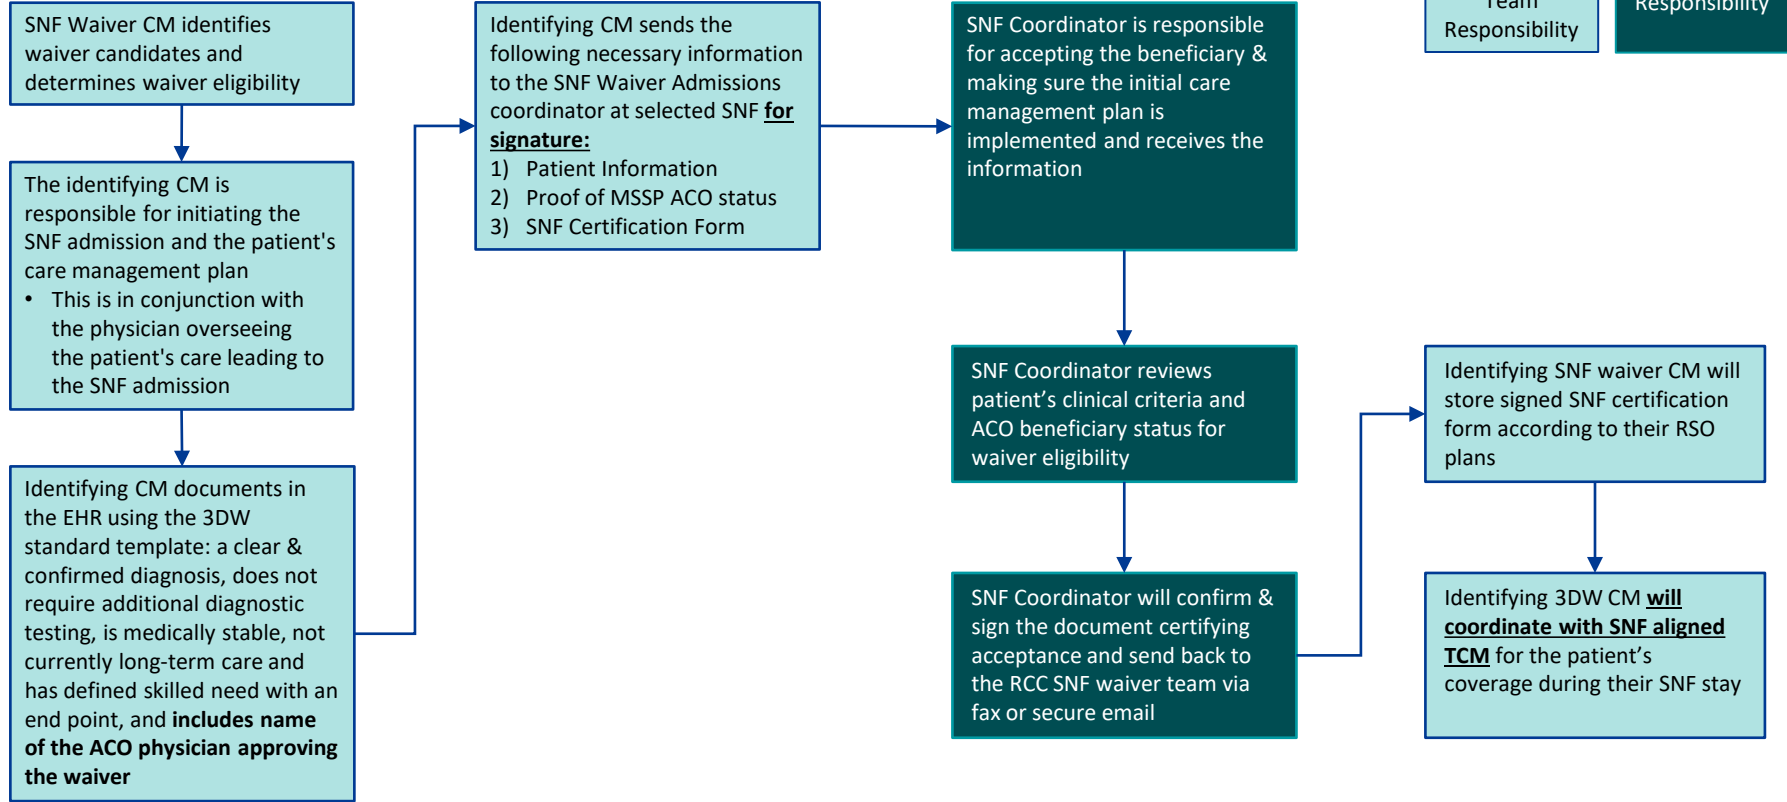 SNF Waiver CM identifies
waiver candidates and
determines waiver eligibility
The identifying CM is
responsible for initiating the
SNF admission and the patient's
care management plan
• This is in conjunction with
the physician overseeing
the patient's care leading to
the SNF admission
Identifying CM documents in
the EHR using the 3DW
standard template: a clear &
confirmed diagnosis, does not
require additional diagnostic
testing, is medically stable, not
currently long-term care and
has defined skilled need with an
end point, and includes name
of the ACO physician approving
the waiver
Identifying CM sends the
following necessary information
to the SNF Waiver Admissions
coordinator at selected SNF for
signature:
1) Patient Information
2) Proof of MSSP ACO status
3) SNF Certification Form
SNF Coordinator is responsible
for accepting the beneficiary &
making sure the initial care
management plan is
implemented and receives the
information
SNF Coordinator reviews
patient’s clinical criteria and
ACO beneficiary status for
waiver eligibility
SNF Coordinator will confirm &
sign the document certifying
acceptance and send back to
the RCC SNF waiver team via
fax or secure email
Team
Responsibility
Responsibility
Identifying SNF waiver CM will
store signed SNF certification
form according to their RSO
plans
Identifying 3DW CM will
coordinate with SNF aligned
TCM for the patient’s
coverage during their SNF stay